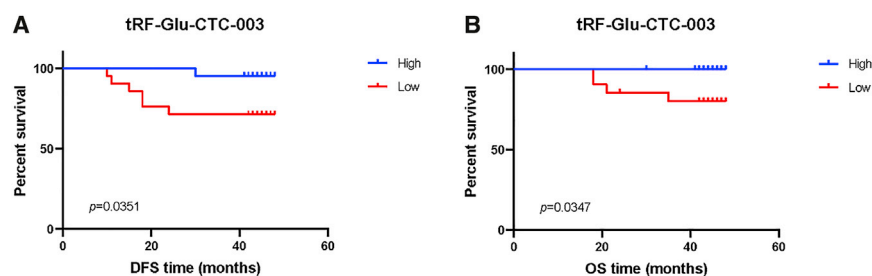 A
tRF-Glu-CTC-003
High
Low
Percent survival
100
50
0
p=0.0351
0 20 40 60
DFS time (months)
B
tRF-Glu-CTC-003
High
Low
Percent survival
100
50
0
p=0.0347
0 20 40 60
OS time (months)